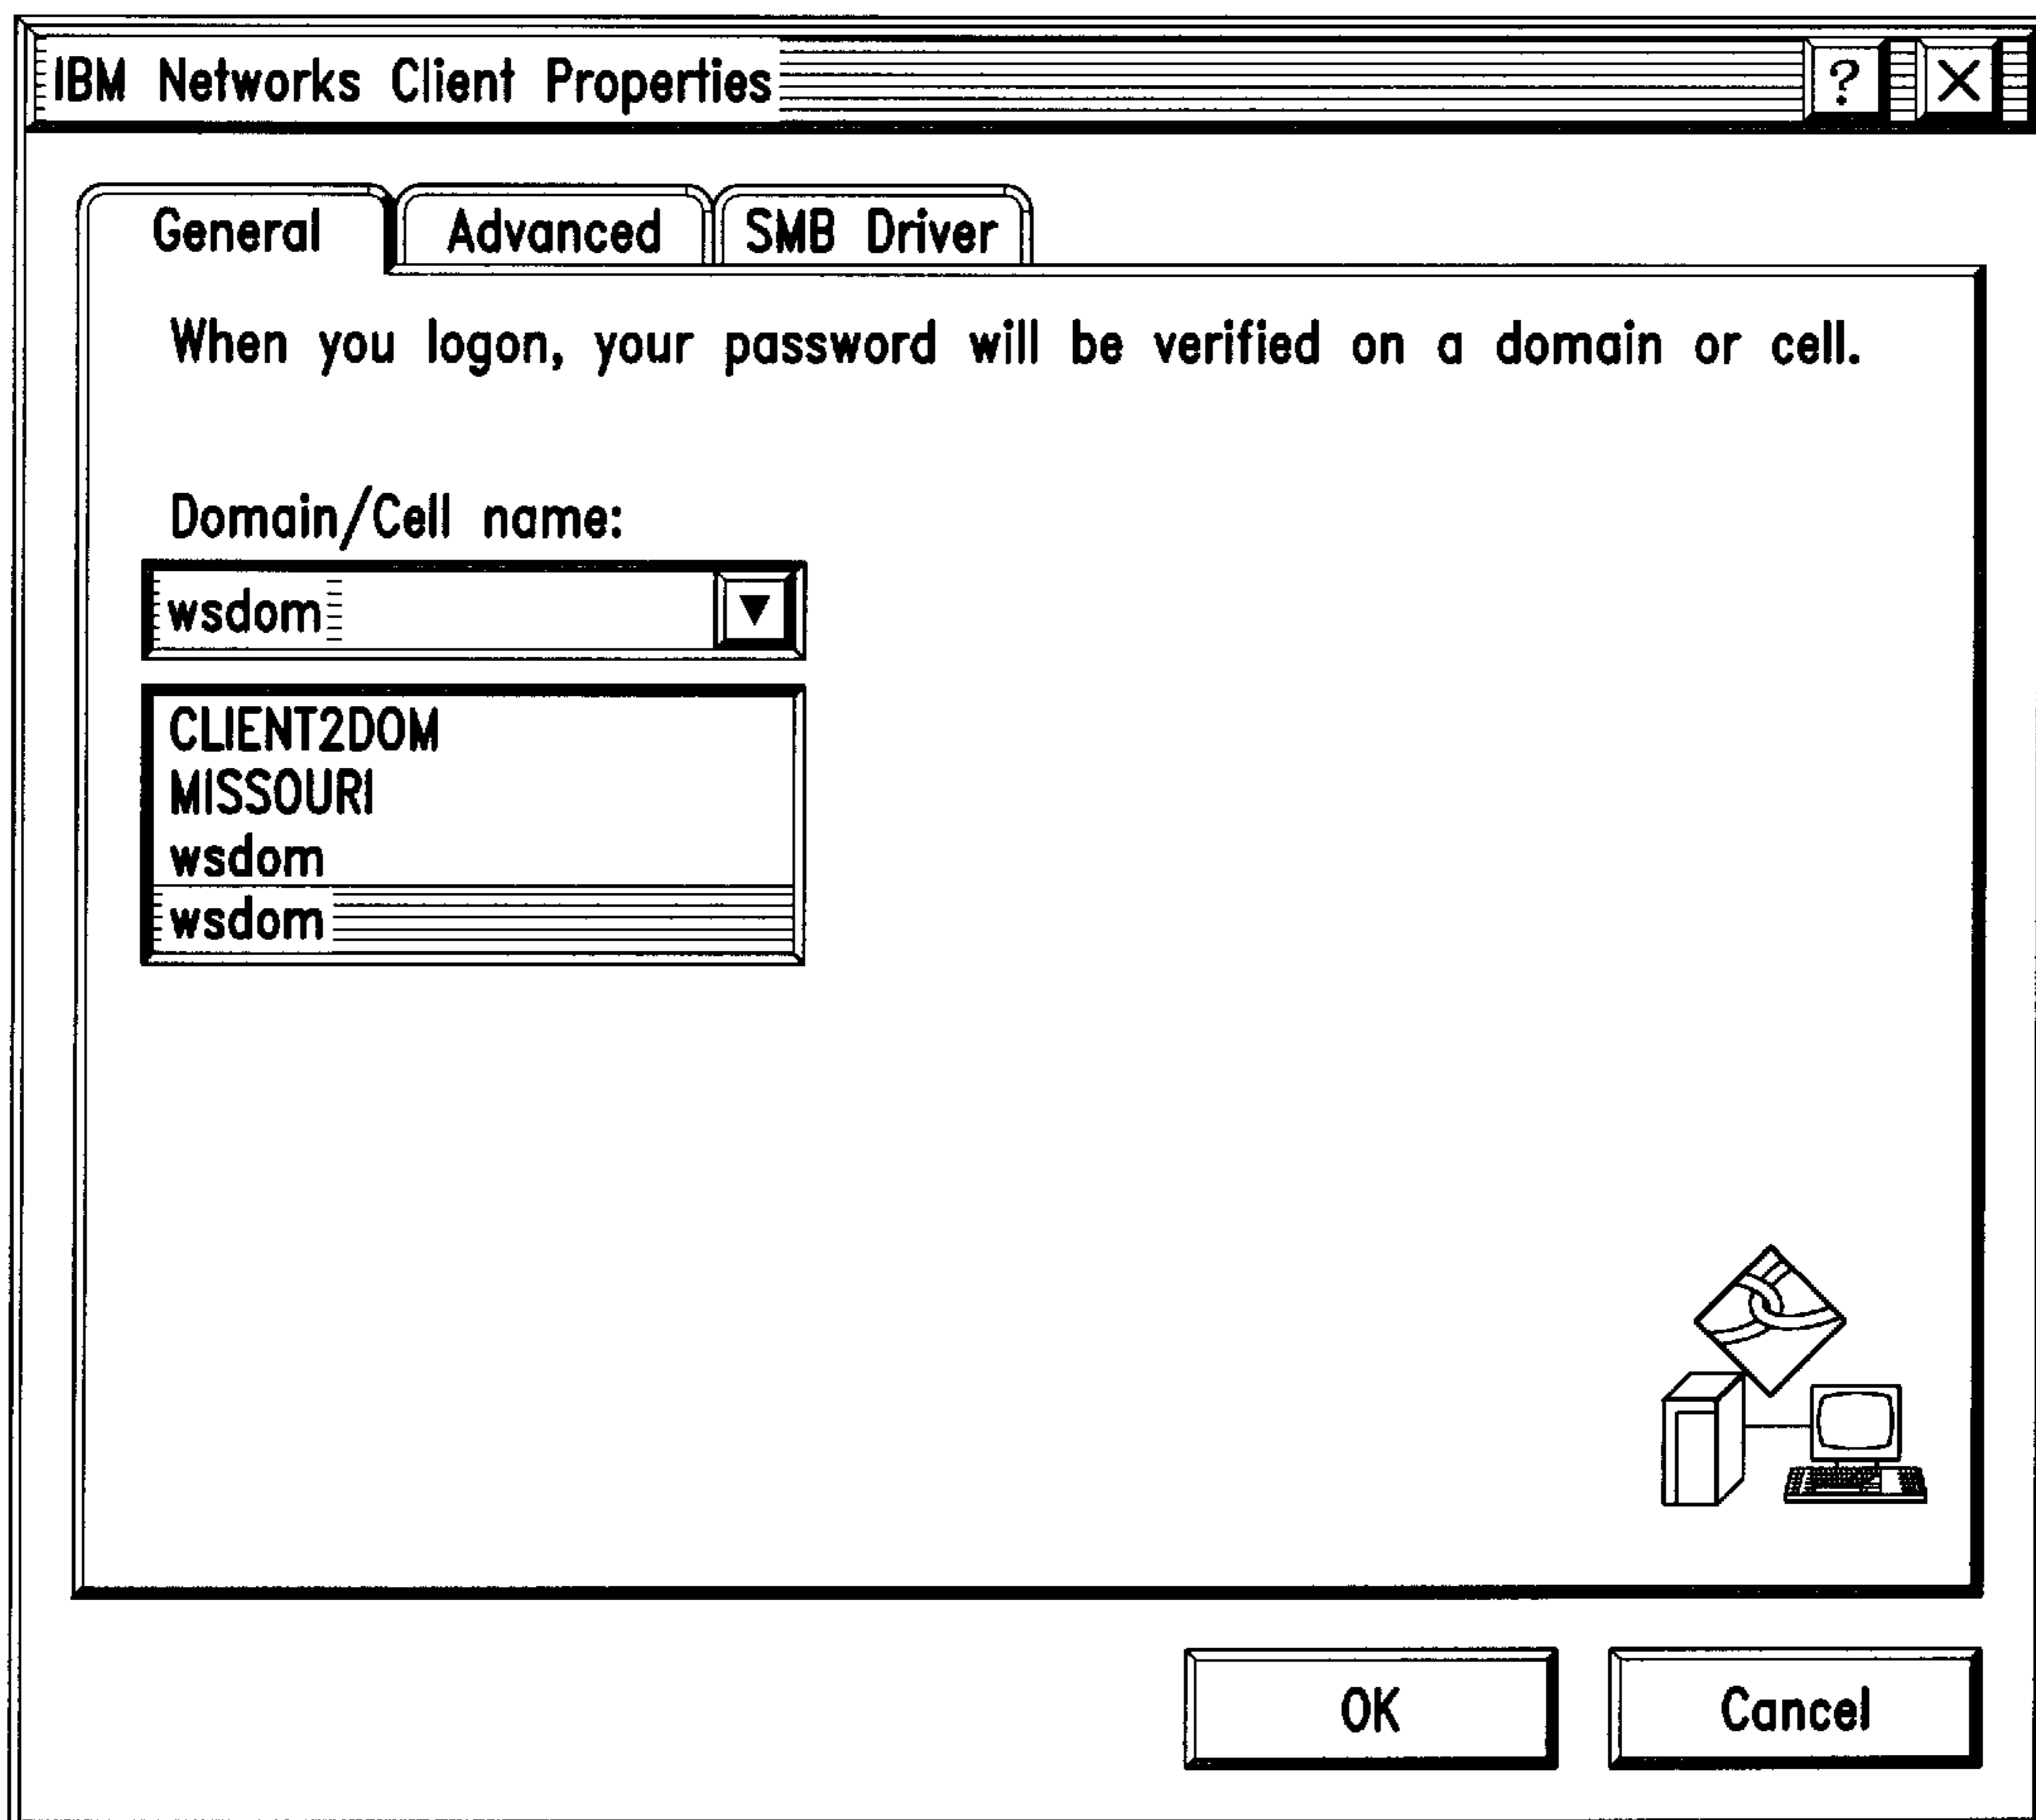 IBM Networks Client Properties ? X
General Advanced SMB Driver
When you logon, your password will be verified on a domain or cell.
Domain/Cell name:
wsdom
CLIENT2DOM
MISSOURI
wsdom
wsdom
OK Cancel